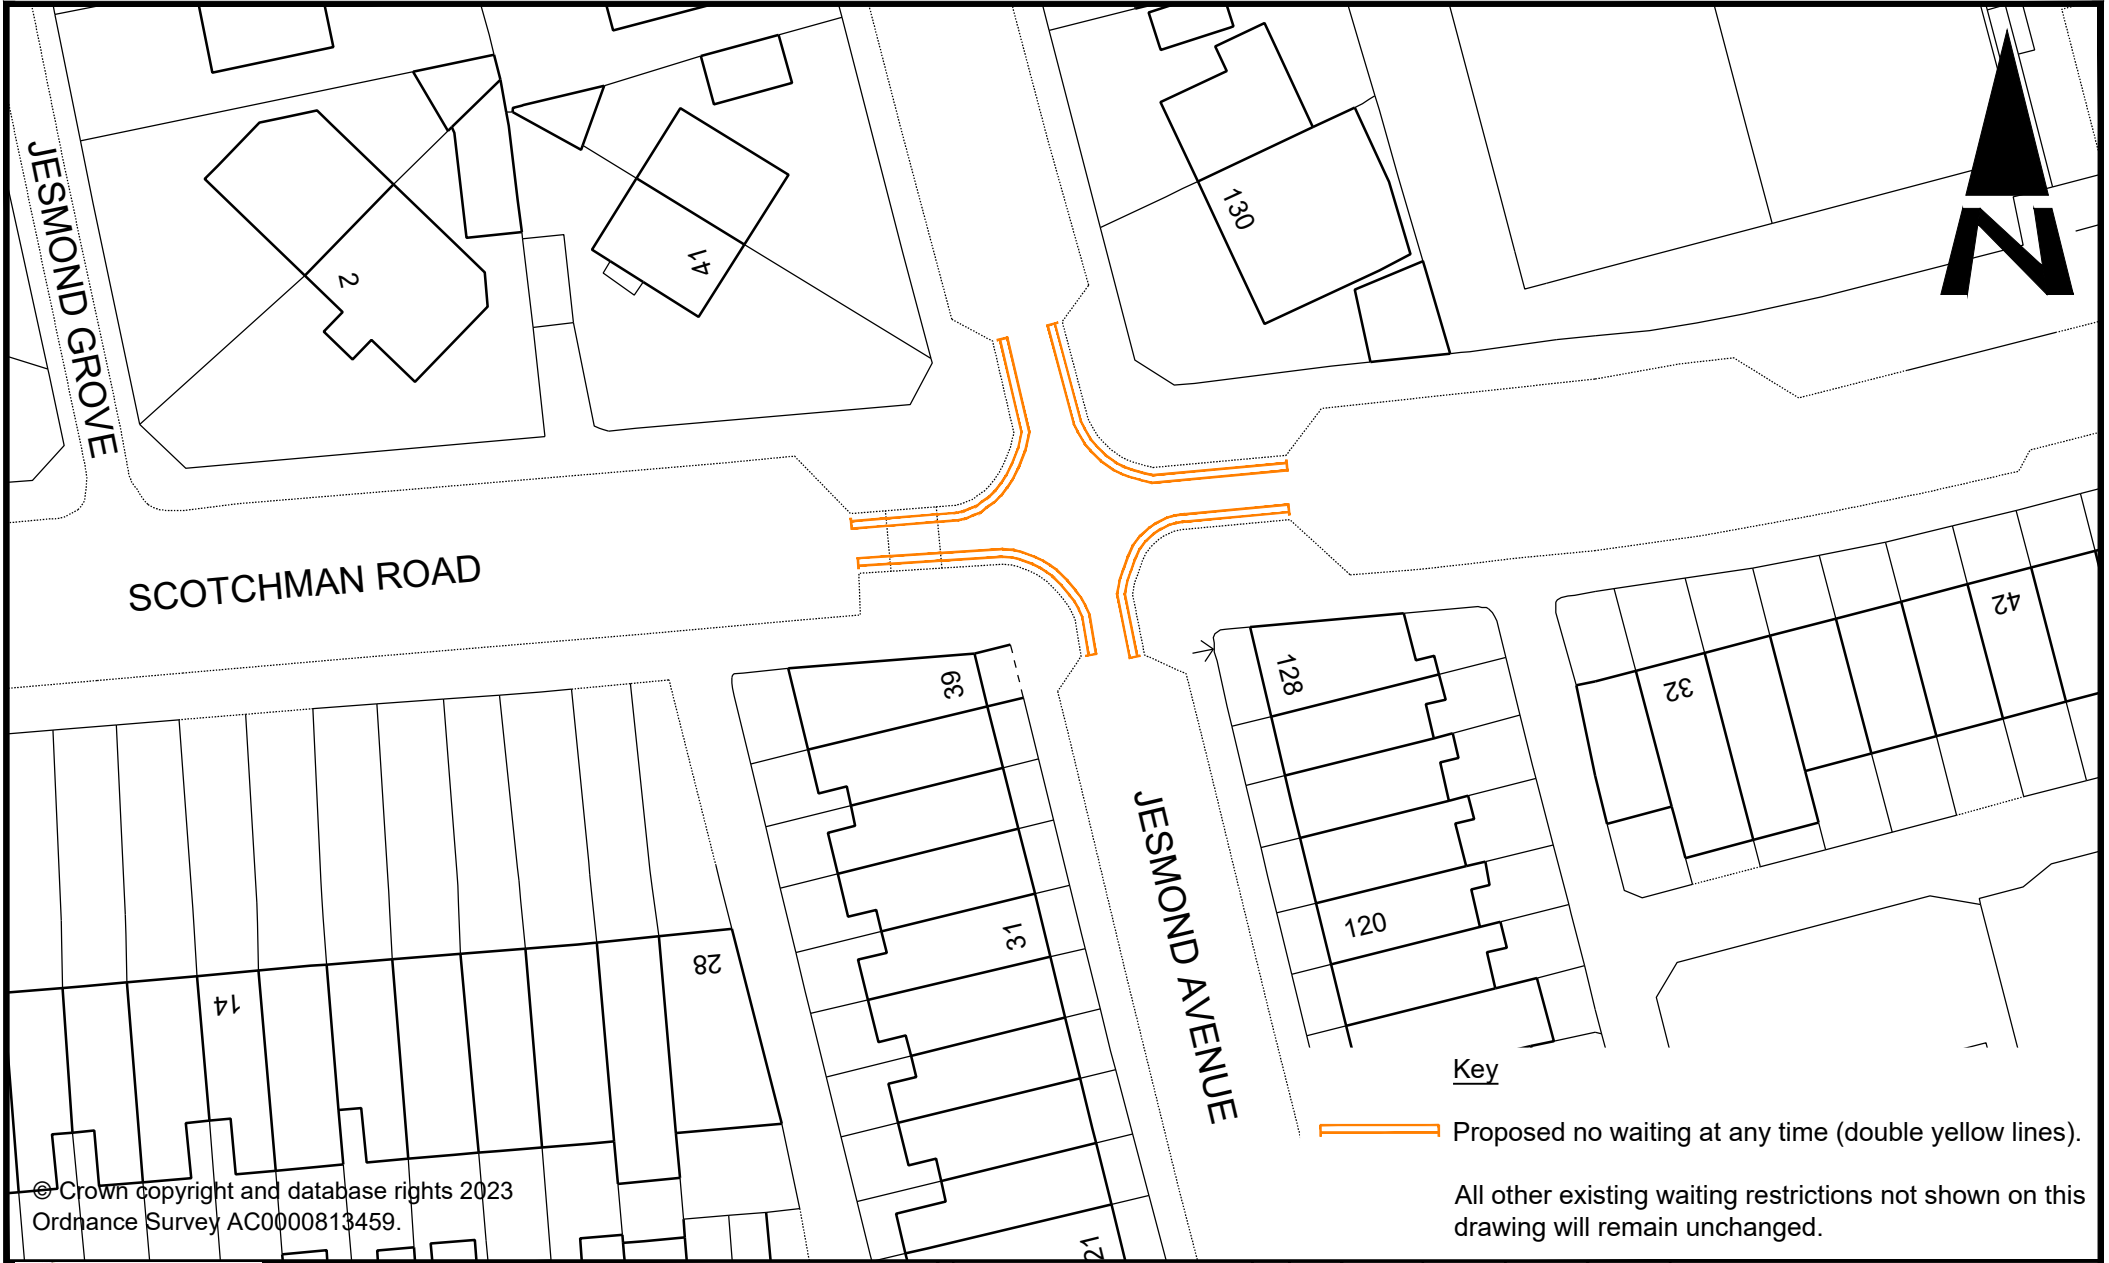 JESMOND GROVE
2
41
130
N
SCOTCHMAN ROAD
39
128
32
42
14
28
31
120
JESMOND AVENUE
21
Key
Proposed no waiting at any time (double yellow lines).
All other existing waiting restrictions not shown on this
drawing will remain unchanged.
© Crown copyright and database rights 2023
Ordnance Survey AC0000813459.